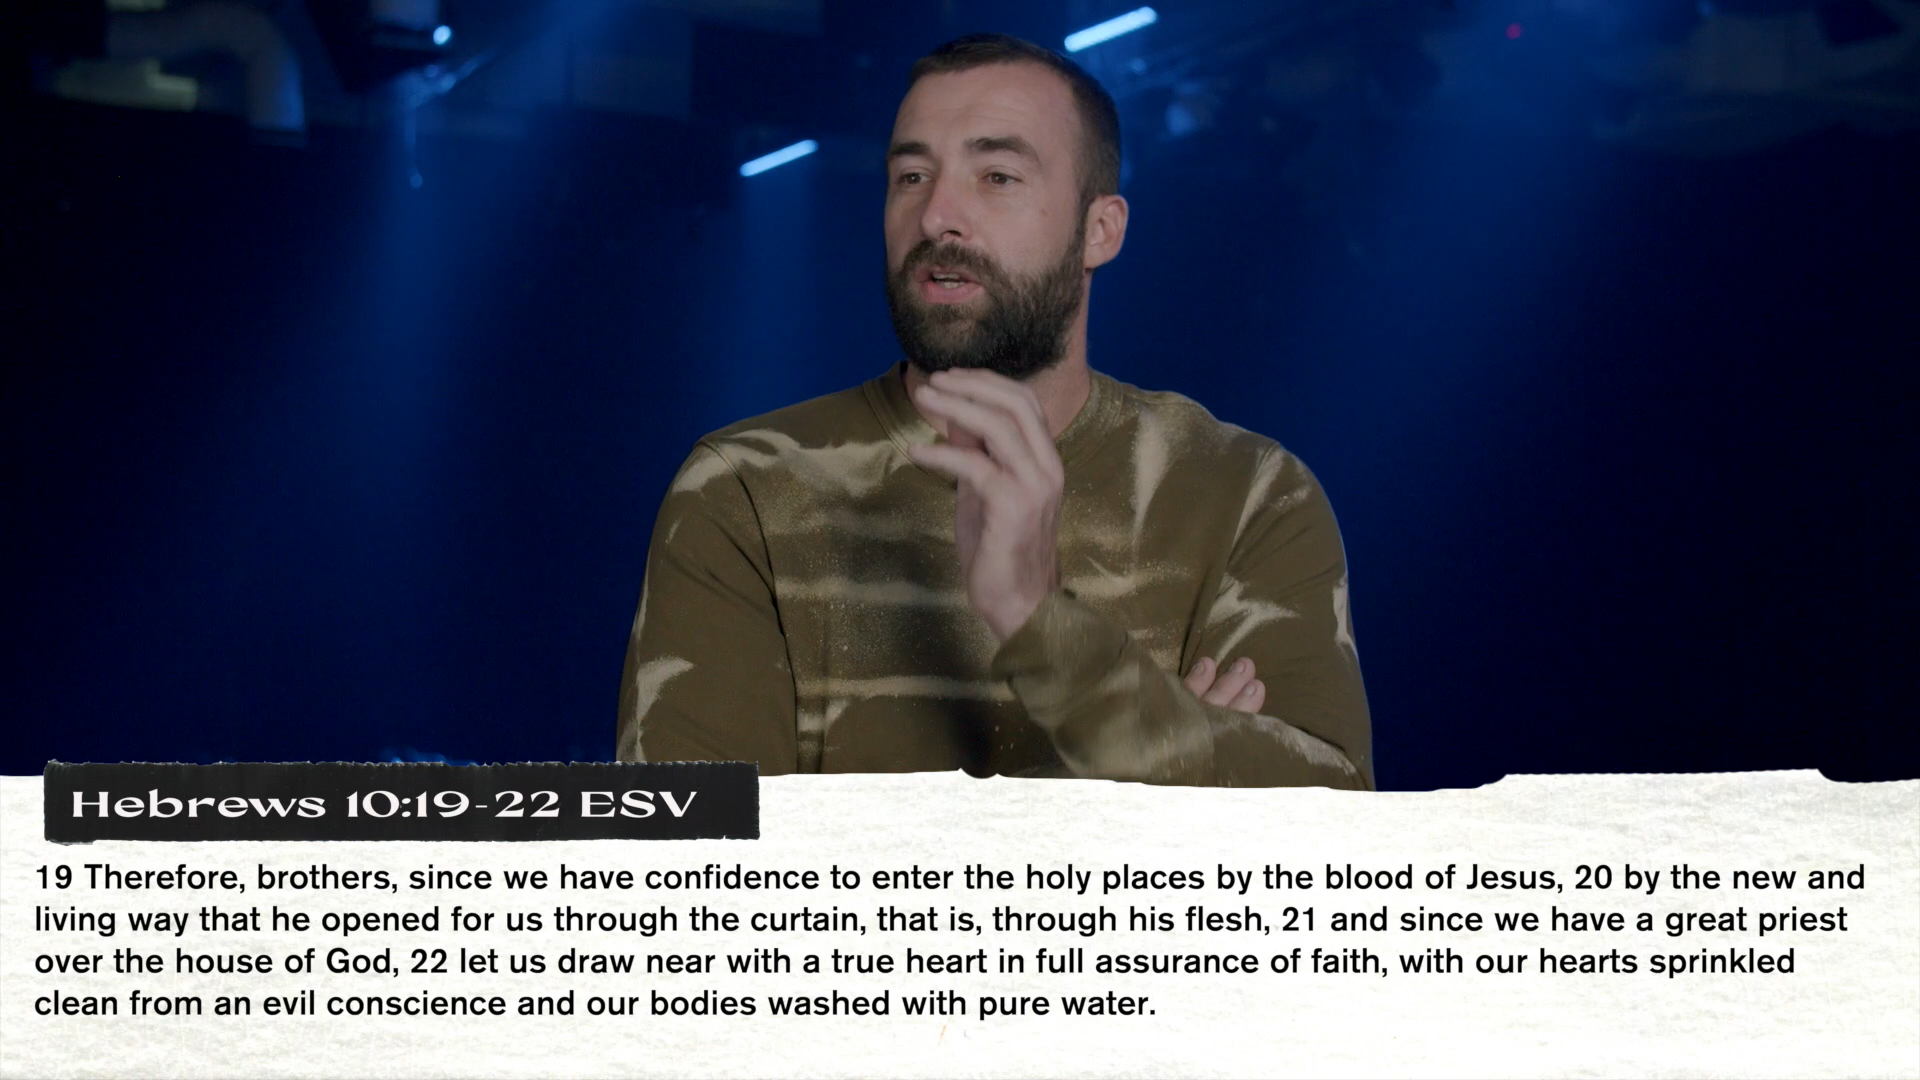 Hebrews 10:19-22 ESV
19 Therefore, brothers, since we have confidence to enter the holy places by the blood of Jesus, 20 by the new and
living way that he opened for us through the curtain, that is, through his flesh, 21 and since we have a great priest
over the house of God, 22 let us draw near with a true heart in full assurance of faith, with our hearts sprinkled
clean from an evil conscience and our bodies washed with pure water.